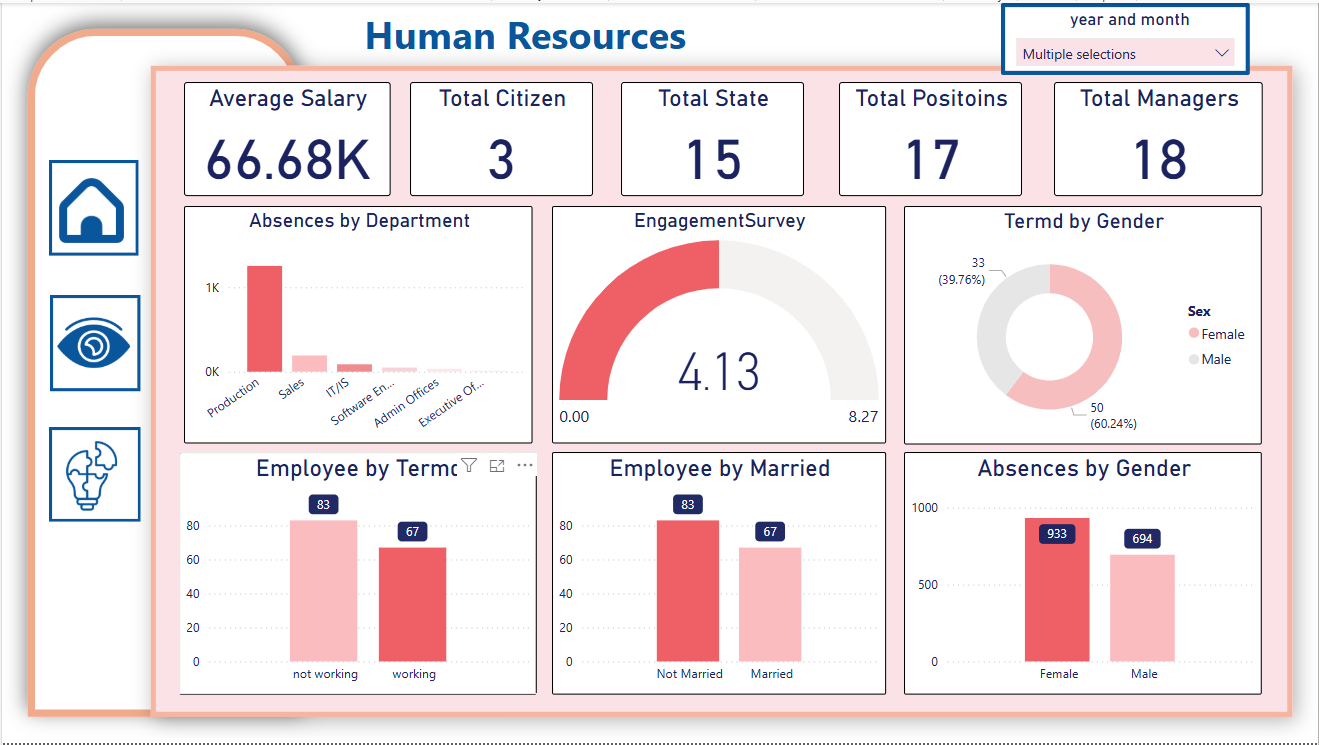 Human Resources
year and month
Multiple selections
Average Salary
66.68K
Total Citizen
3
Total State
15
Total Positoins
17
Total Managers
18
Absences by Department
1K
0K
Production
Sales
IT/IS
Software En...
Admin Offices
Executive Of...
EngagementSurvey
4.13
0.00
8.27
Termd by Gender
33
(39.76%)
50
(60.24%)
Sex
Female
Male
Employee by Termd
80
60
40
20
0
83
67
not working
working
Employee by Married
80
60
40
20
0
83
67
Not Married
Married
Absences by Gender
1000
500
0
933
694
Female
Male